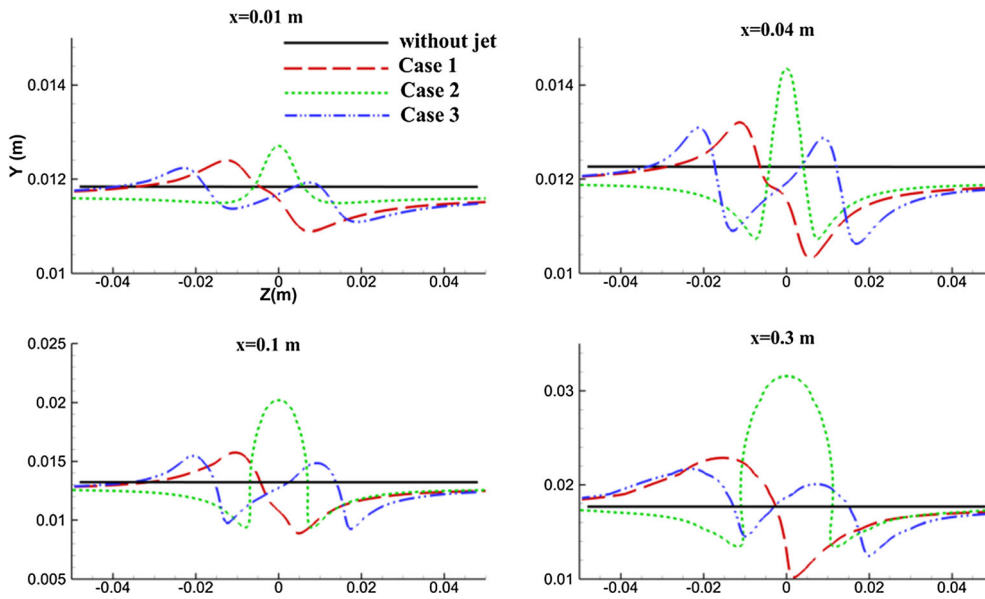 x=0.01 m
without jet
Case 1
Case 2
Case 3
Y (m)
0.014
0.012
0.01
-0.04 -0.02 0 0.02 0.04
Z(m)
x=0.04 m
0.014
0.012
0.01
-0.04 -0.02 0 0.02 0.04
x=0.1 m
0.025
0.02
0.015
0.01
0.005
-0.04 -0.02 0 0.02 0.04
x=0.3 m
0.03
0.02
0.01
-0.04 -0.02 0 0.02 0.04